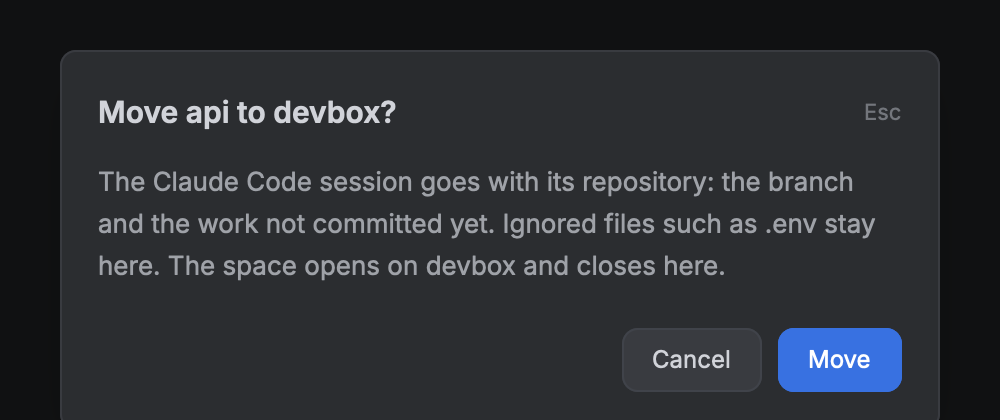 Move api to devbox?
Esc
The Claude Code session goes with its repository: the branch
and the work not committed yet. Ignored files such as .env stay
here. The space opens on devbox and closes here.
Cancel
Move